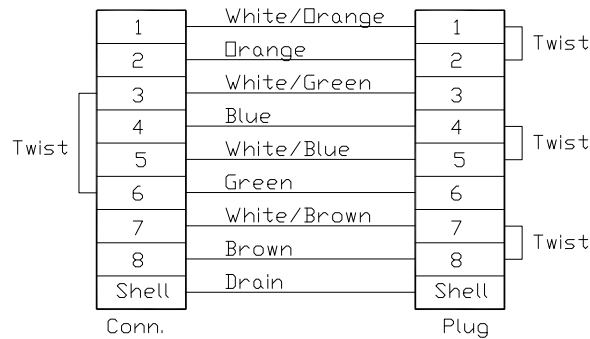 White/Orange
1 1
Twist
Orange
2 2
White/Green
3 3
Blue
4 4
Twist
Twist
White/Blue
5 5
Green
6 6
White/Brown
7 7
Twist
Brown
8 8
Drain
Shell Shell
Conn. Plug